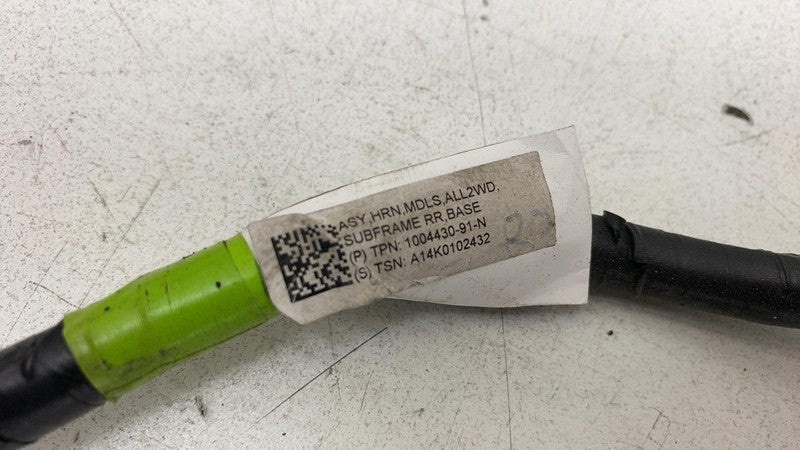 ASY,HRN,MDLS,ALL2WD,
SUBFRAME RR,BASE
(P) TPN: 1004430-91-N
(S) TSN: A14K0102432